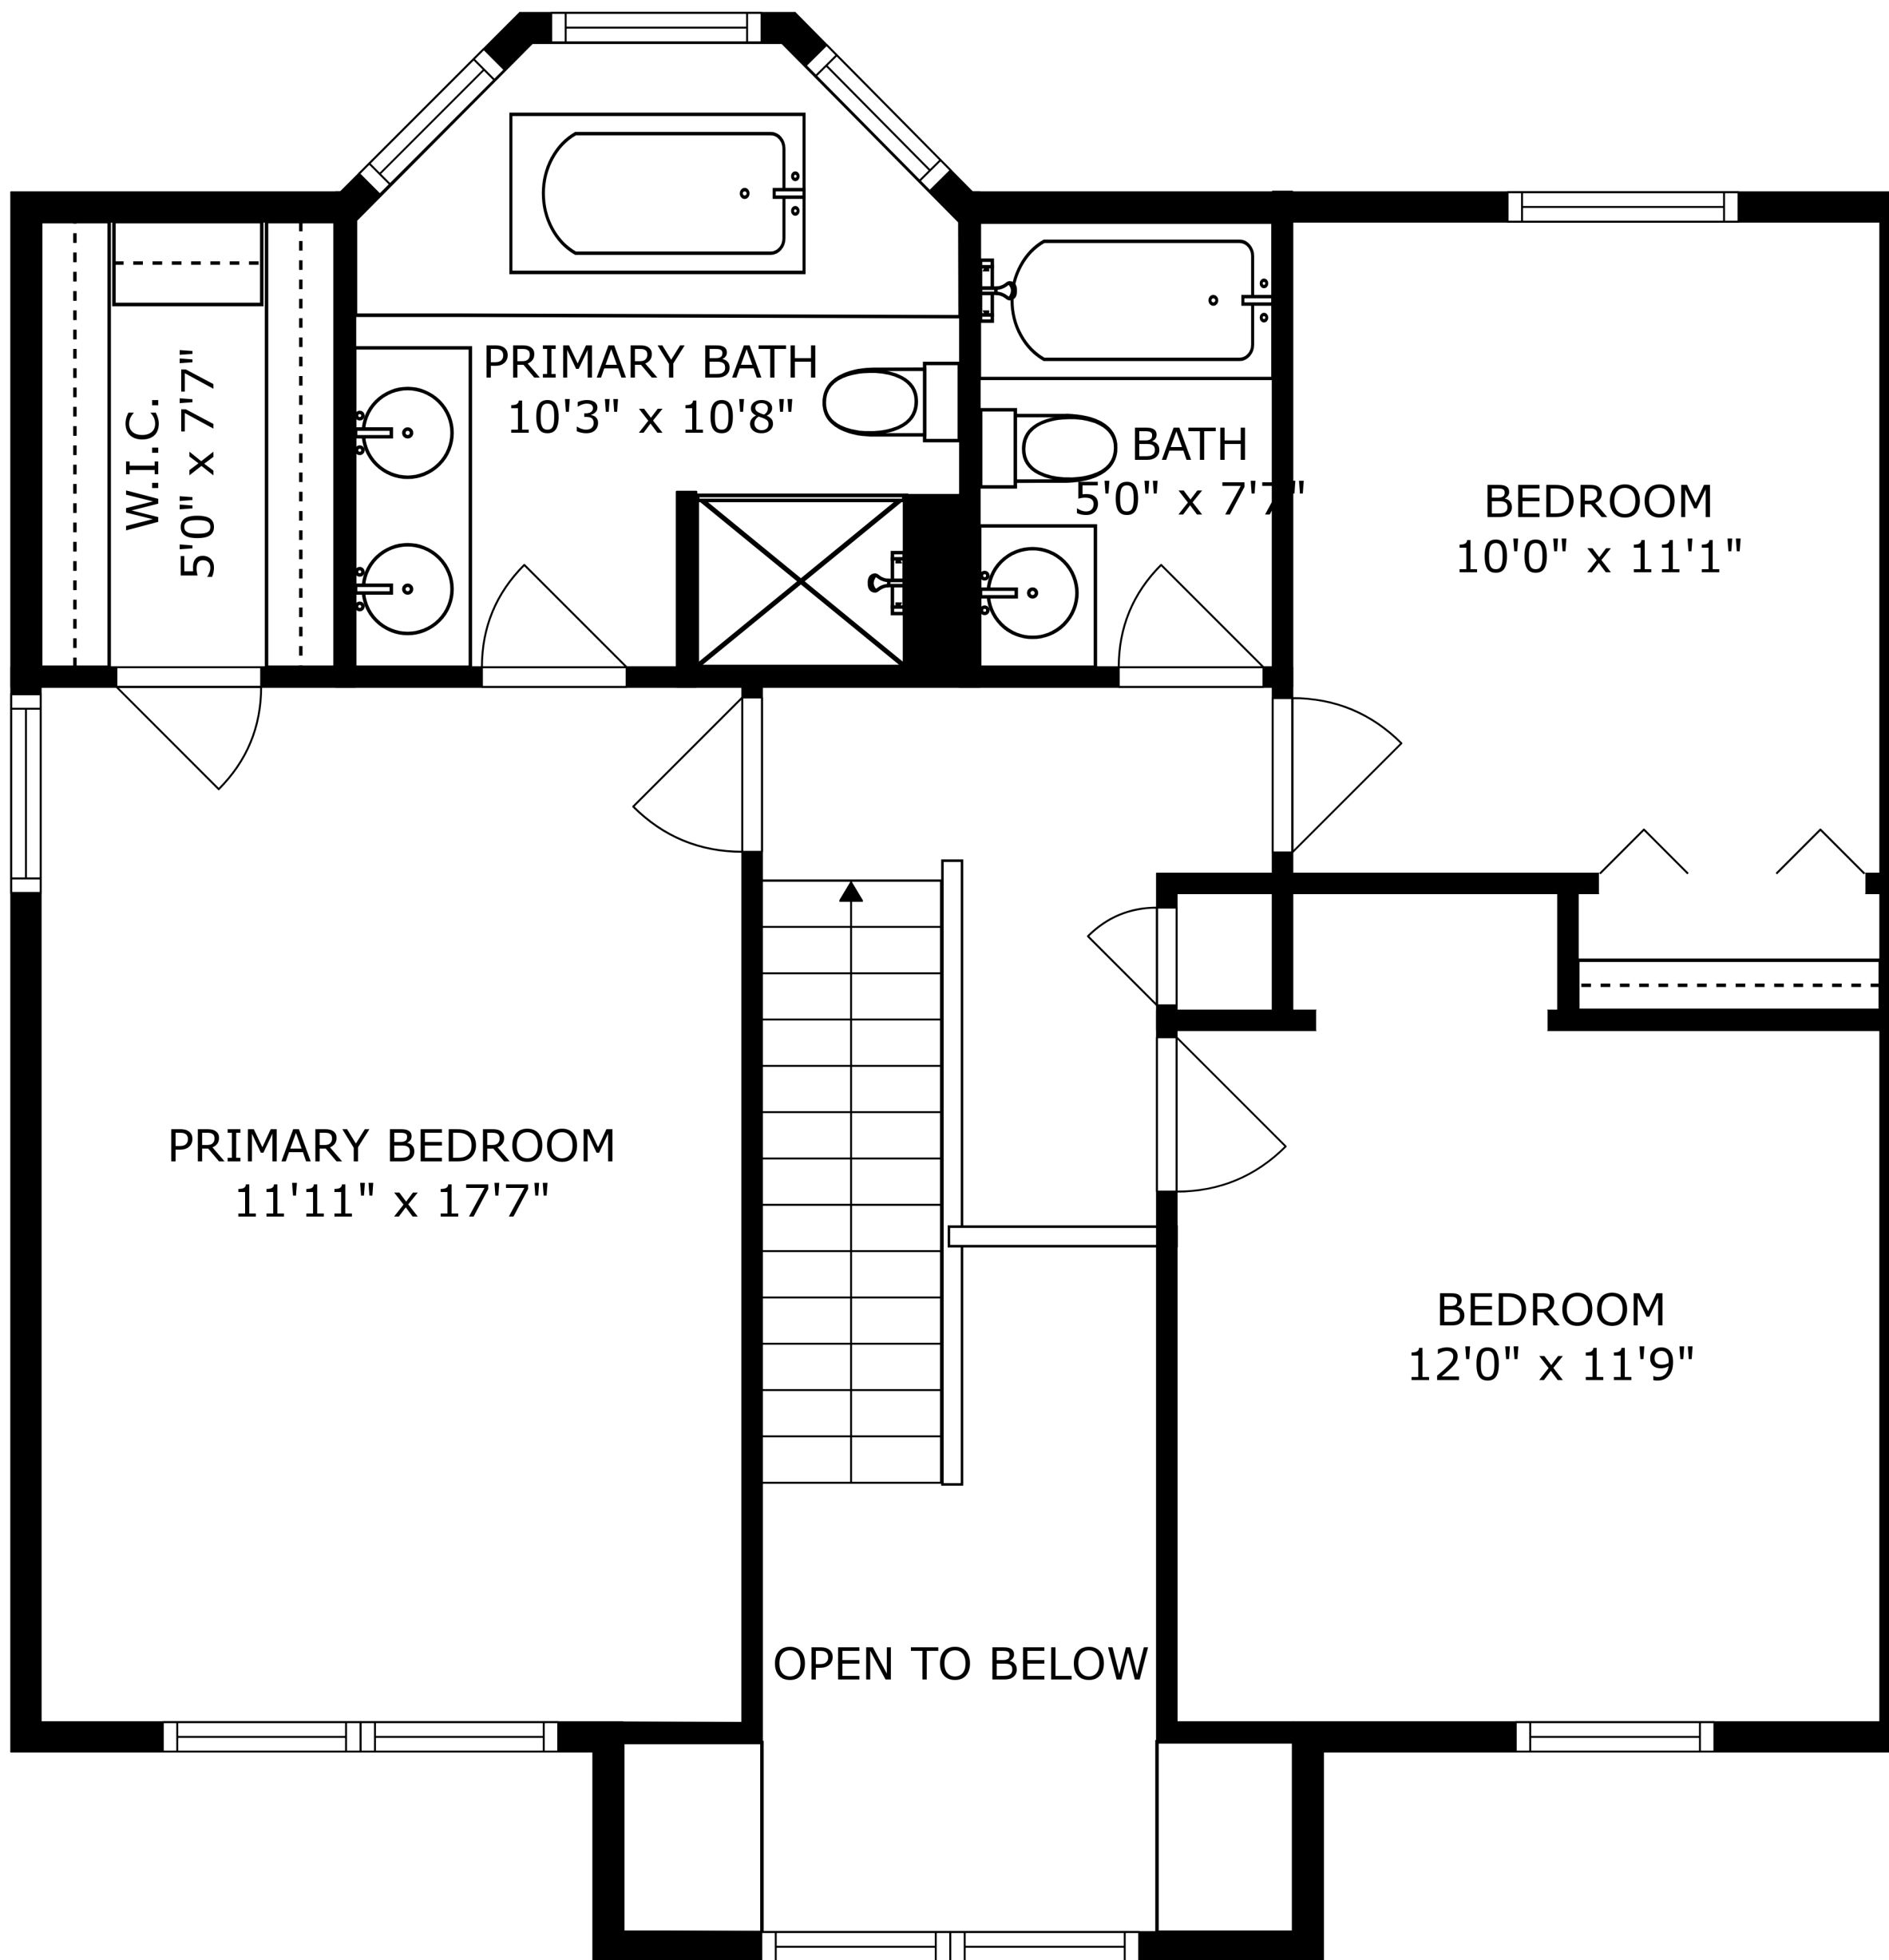 PRIMARY BATH
10'3" x 10'8"
W.I.C.
5'0" x 7'7"
BATH
5'0" x 7'7"
BEDROOM
10'0" x 11'1"
PRIMARY BEDROOM
11'11" x 17'7"
BEDROOM
12'0" x 11'9"
OPEN TO BELOW